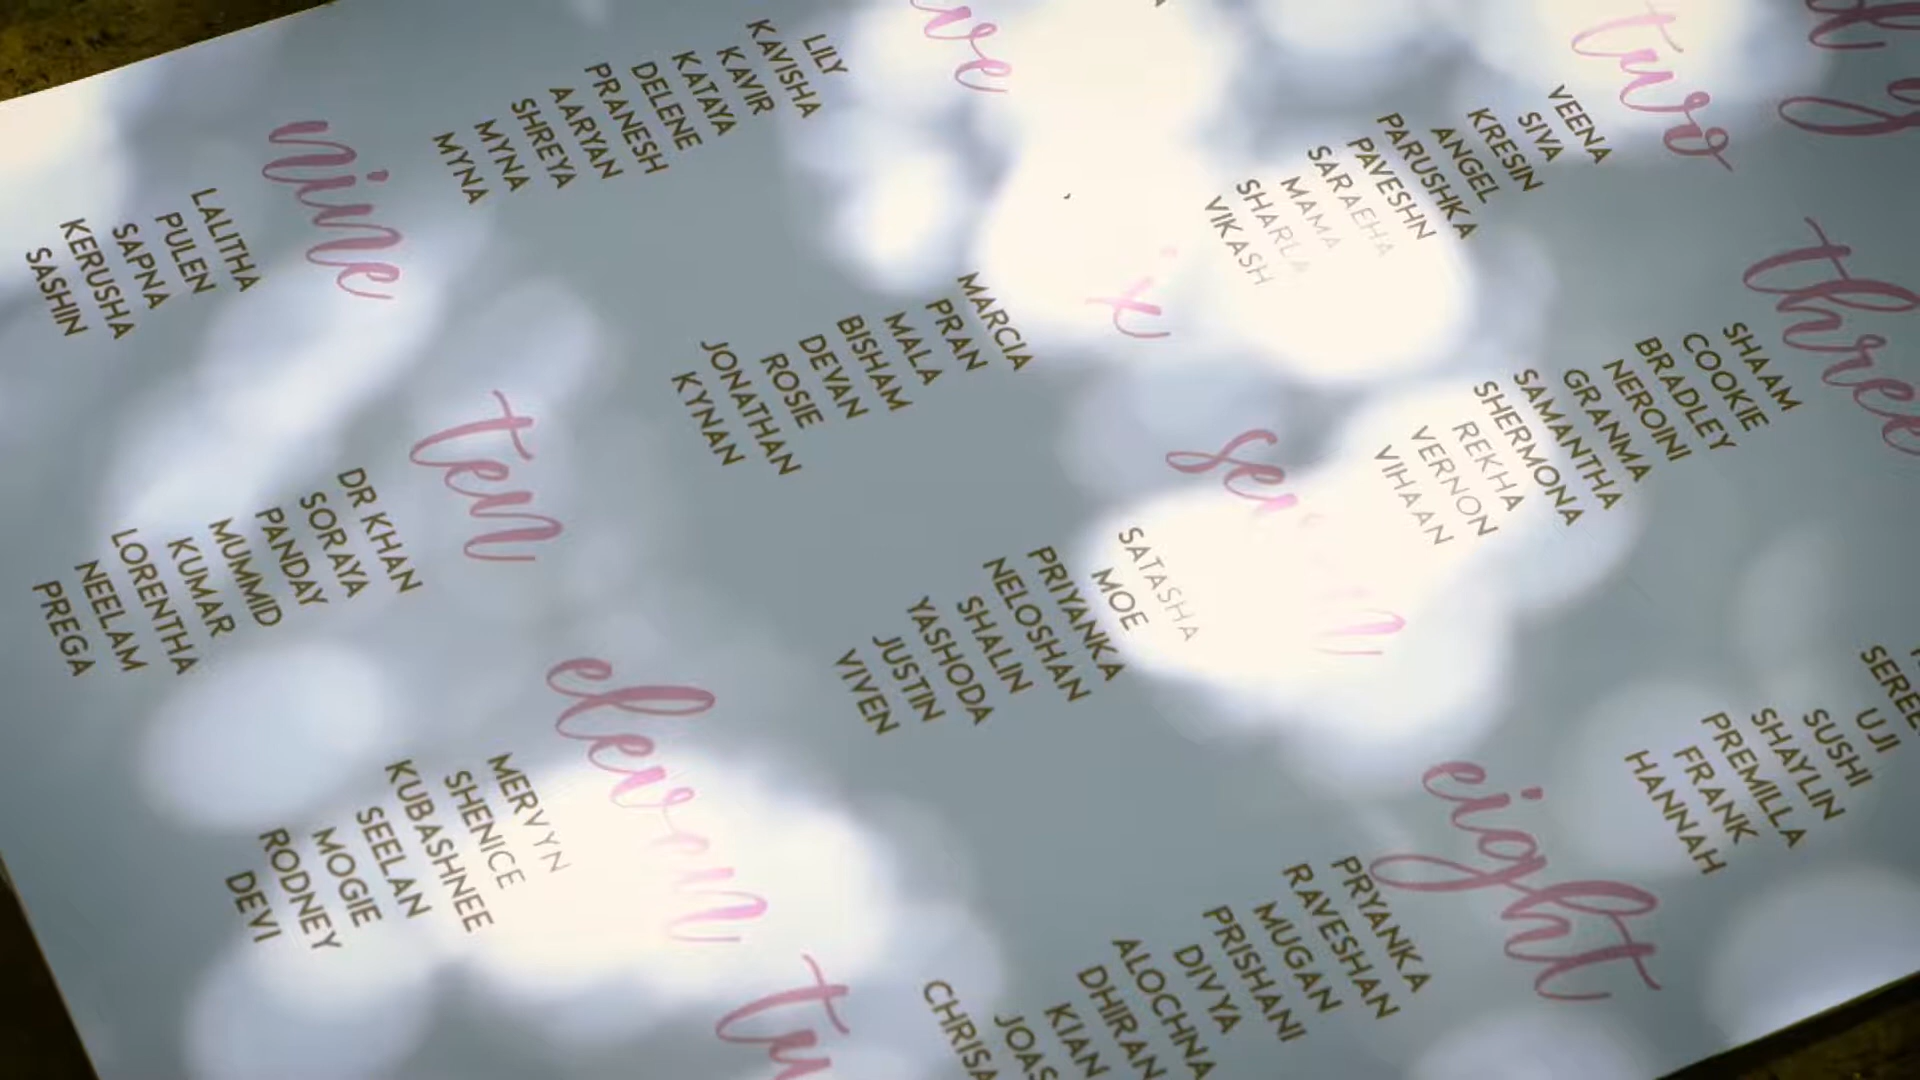 two
VEENA
SIVA
KRESIN
ANGEL
PARUSHKA
PAVESHN
SARAEHA
MAMA
SHARLA
VIKASH
three
SHAAM
COOKIE
BRADLEY
NEROINI
GRANMA
SAMANTHA
SHERMONA
REKHA
VERNON
VIHAAN
UJI
SUSHI
SHAYLIN
PREMILLA
FRANK
HANNAH
LILY
KAVISHA
KAVIR
KATAYA
DELENE
PRANESH
AARYAN
SHREYA
MYNA
MYNA
MARCIA
PRAN
MALA
BISHAM
DEVAN
ROSIE
JONATHAN
KYNAN
seven
SATASHA
MOE
PRIYANKA
NELOSHAN
SHALIN
YASHODA
JUSTIN
VIVEN
eight
PRYANKA
RAVESHAN
MUGAN
PRISHANI
DIVYA
ALOCHNA
DHIRAN
KIAN
nine
LALITHA
PULEN
SAPNA
KERUSHA
SASHIN
ten
DR KHAN
SORAYA
PANDAY
MUMMID
KUMAR
LORENTHA
NEELAM
PREGA
eleven
MERVYN
SHENICE
KUBASHNEE
SEELAN
MOGIE
RODNEY
DEVI